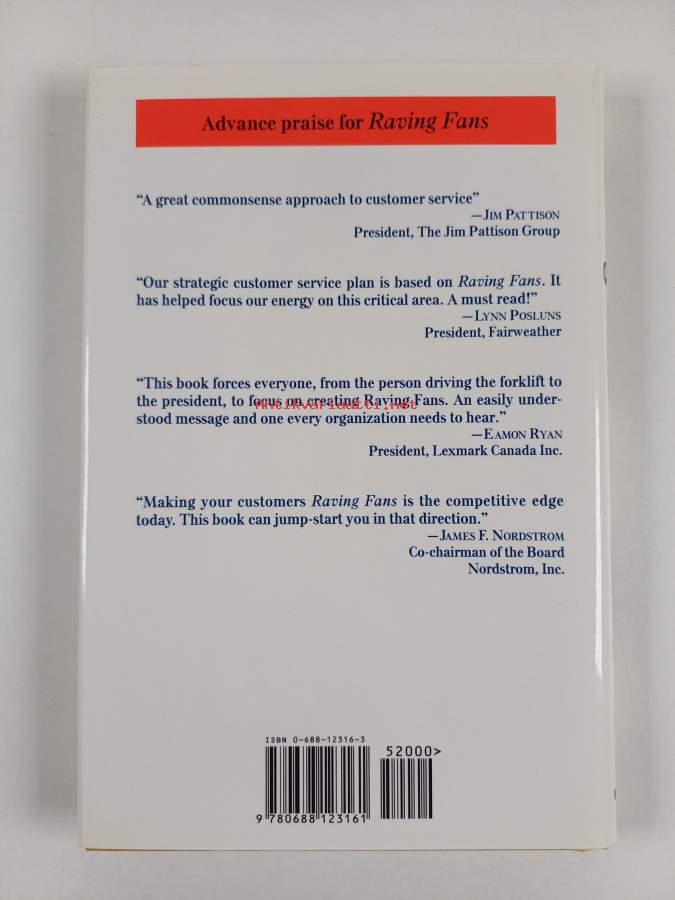 Advance praise for Raving Fans
“A great commonsense approach to customer service”
—JIM PATTISON
President, The Jim Pattison Group
“Our strategic customer service plan is based on Raving Fans. It
has helped focus our energy on this critical area. A must read!”
—LYNN POSLUNS
President, Fairweather
“This book forces everyone, from the person driving the forklift to
the president, to focus on creating Raving Fans. An easily under-
Antikvariaatti.net
stood message and one every organization needs to hear.”
—EAMON RYAN
President, Lexmark Canada Inc.
“Making your customers Raving Fans is the competitive edge
today. This book can jump-start you in that direction.”
—JAMES F. NORDSTROM
Co-chairman of the Board
Nordstrom, Inc.
ISBN 0-688-12316-3
52000>
9 780688 123161